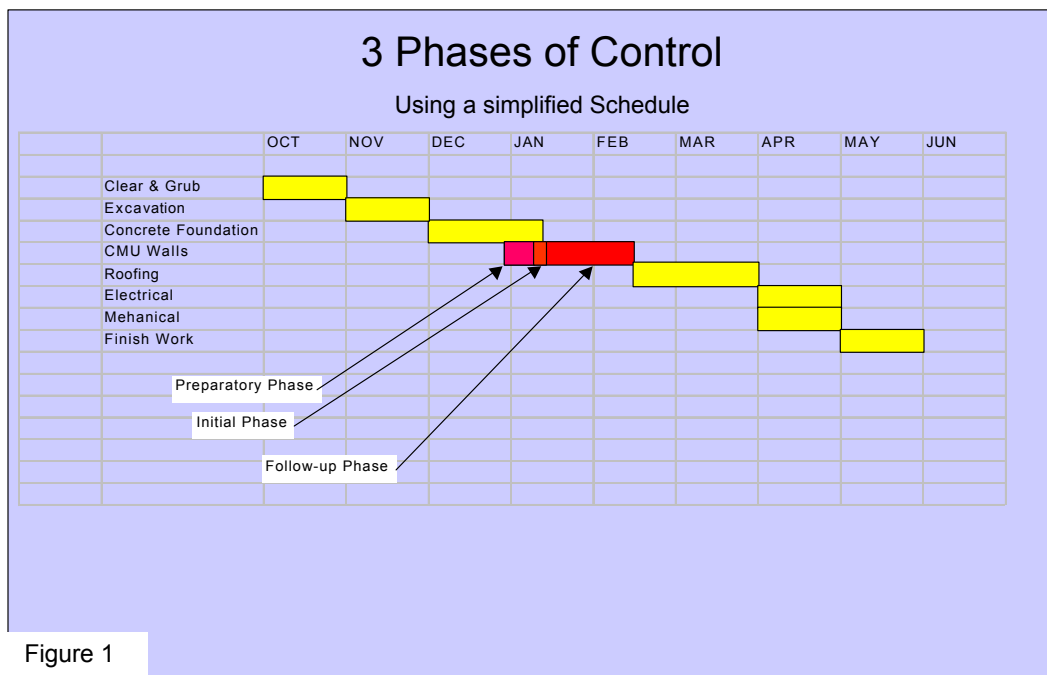 3 Phases of Control
Using a simplified Schedule
OCT NOV DEC JAN FEB MAR APR MAY JUN
Clear & Grub
Excavation
Concrete Foundation
CMU Walls
Roofing
Electrical
Mehanical
Finish Work
Preparatory Phase
Initial Phase
Follow-up Phase
Figure 1